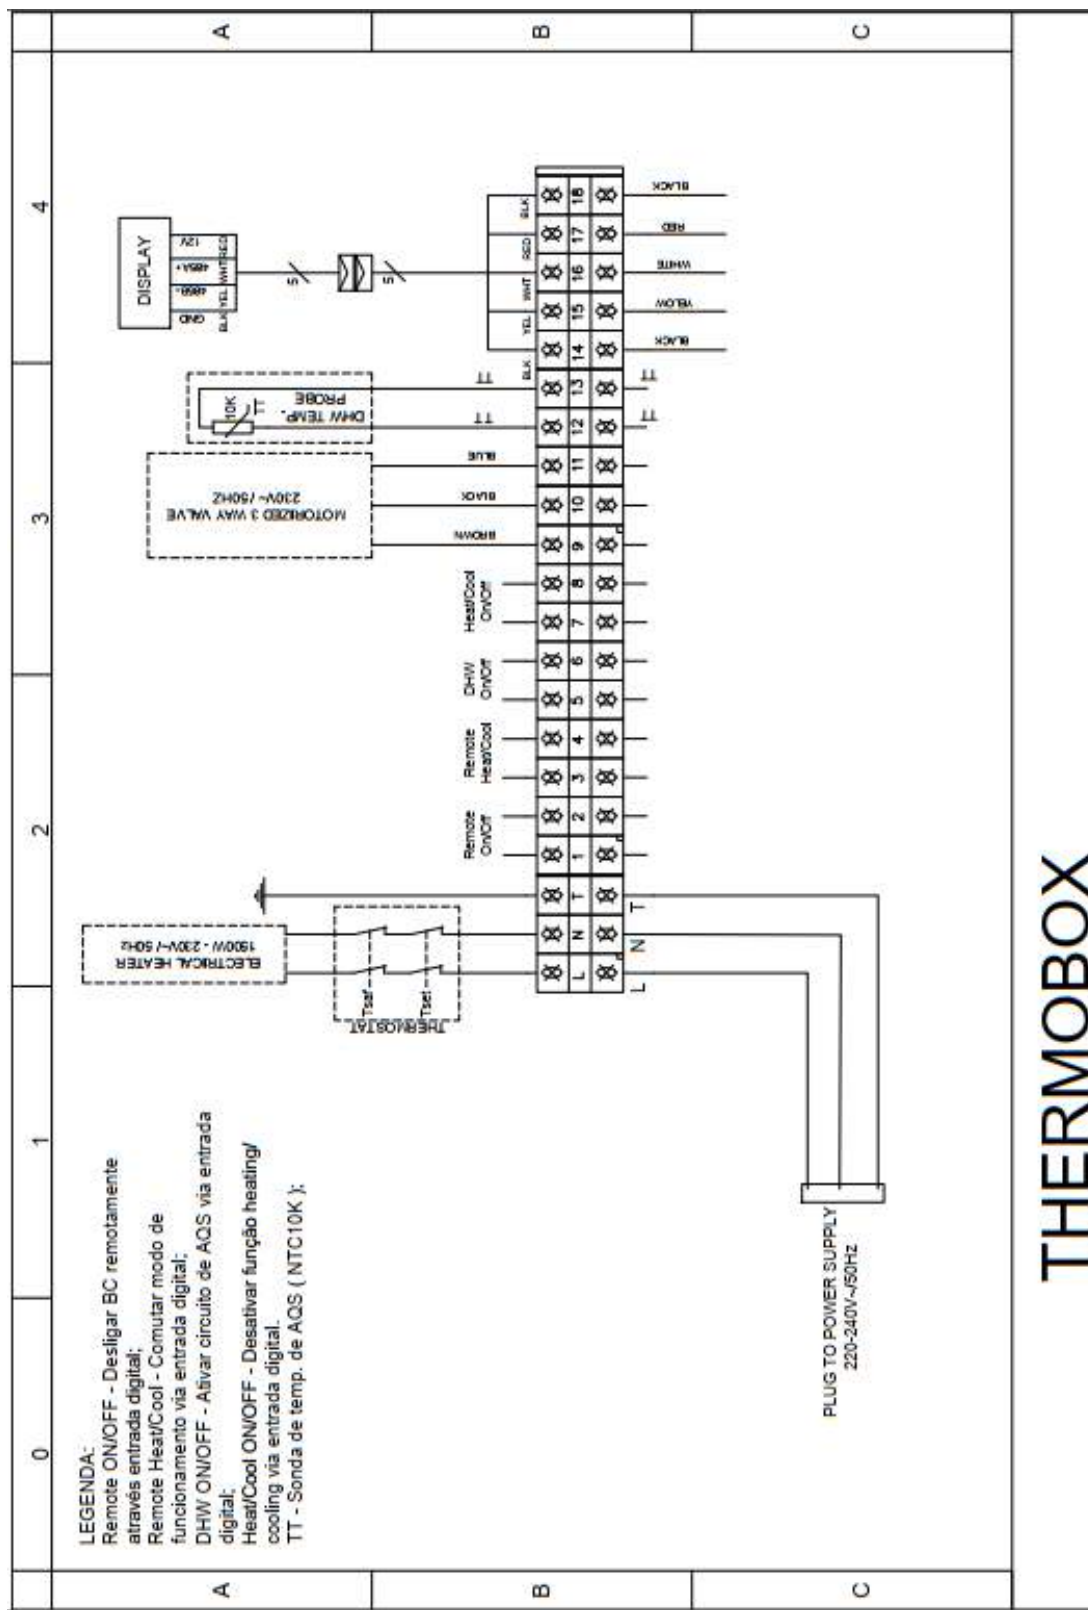 A
B
C
0
1
2
3
4
LEGENDA:
Remote ON/OFF - Desligar BC remotamente
através entrada digital;
Remote Heat/Cool - Comutar modo de
funcionamento via entrada digital;
DHW ON/OFF - Ativar circuito de AQS via entrada
digital;
Heat/Cool ON/OFF - Desativar função heating/
cooling via entrada digital.
TT - Sonda de temp. de AQS ( NTC10K );
ELECTRICAL HEATER
1500W - 230V~/ 50Hz
THERMOSTAT
Tsaf
Tset
Remote
On/Off
Remote
Heat/Cool
DHW
On/Off
Heat/Cool
On/Off
MOTORIZED 3 WAY VALVE
230V~ / 50HZ
BROWN
BLACK
BLUE
DHW TEMP.
PROBE
10K
TT
TT
TT
DISPLAY
GND
485B-
485A+
12V
BLK
YEL
WHT
RED
5
5
BLK
YEL
WHT
RED
BLK
L
N
T
1
2
3
4
5
6
7
8
9
10
11
12
13
14
15
16
17
18
L
N
T
TT
TT
BLACK
YELOW
WHITE
RED
BLACK
PLUG TO POWER SUPPLY
220-240V~/50Hz
A
B
C
THERMOBOX